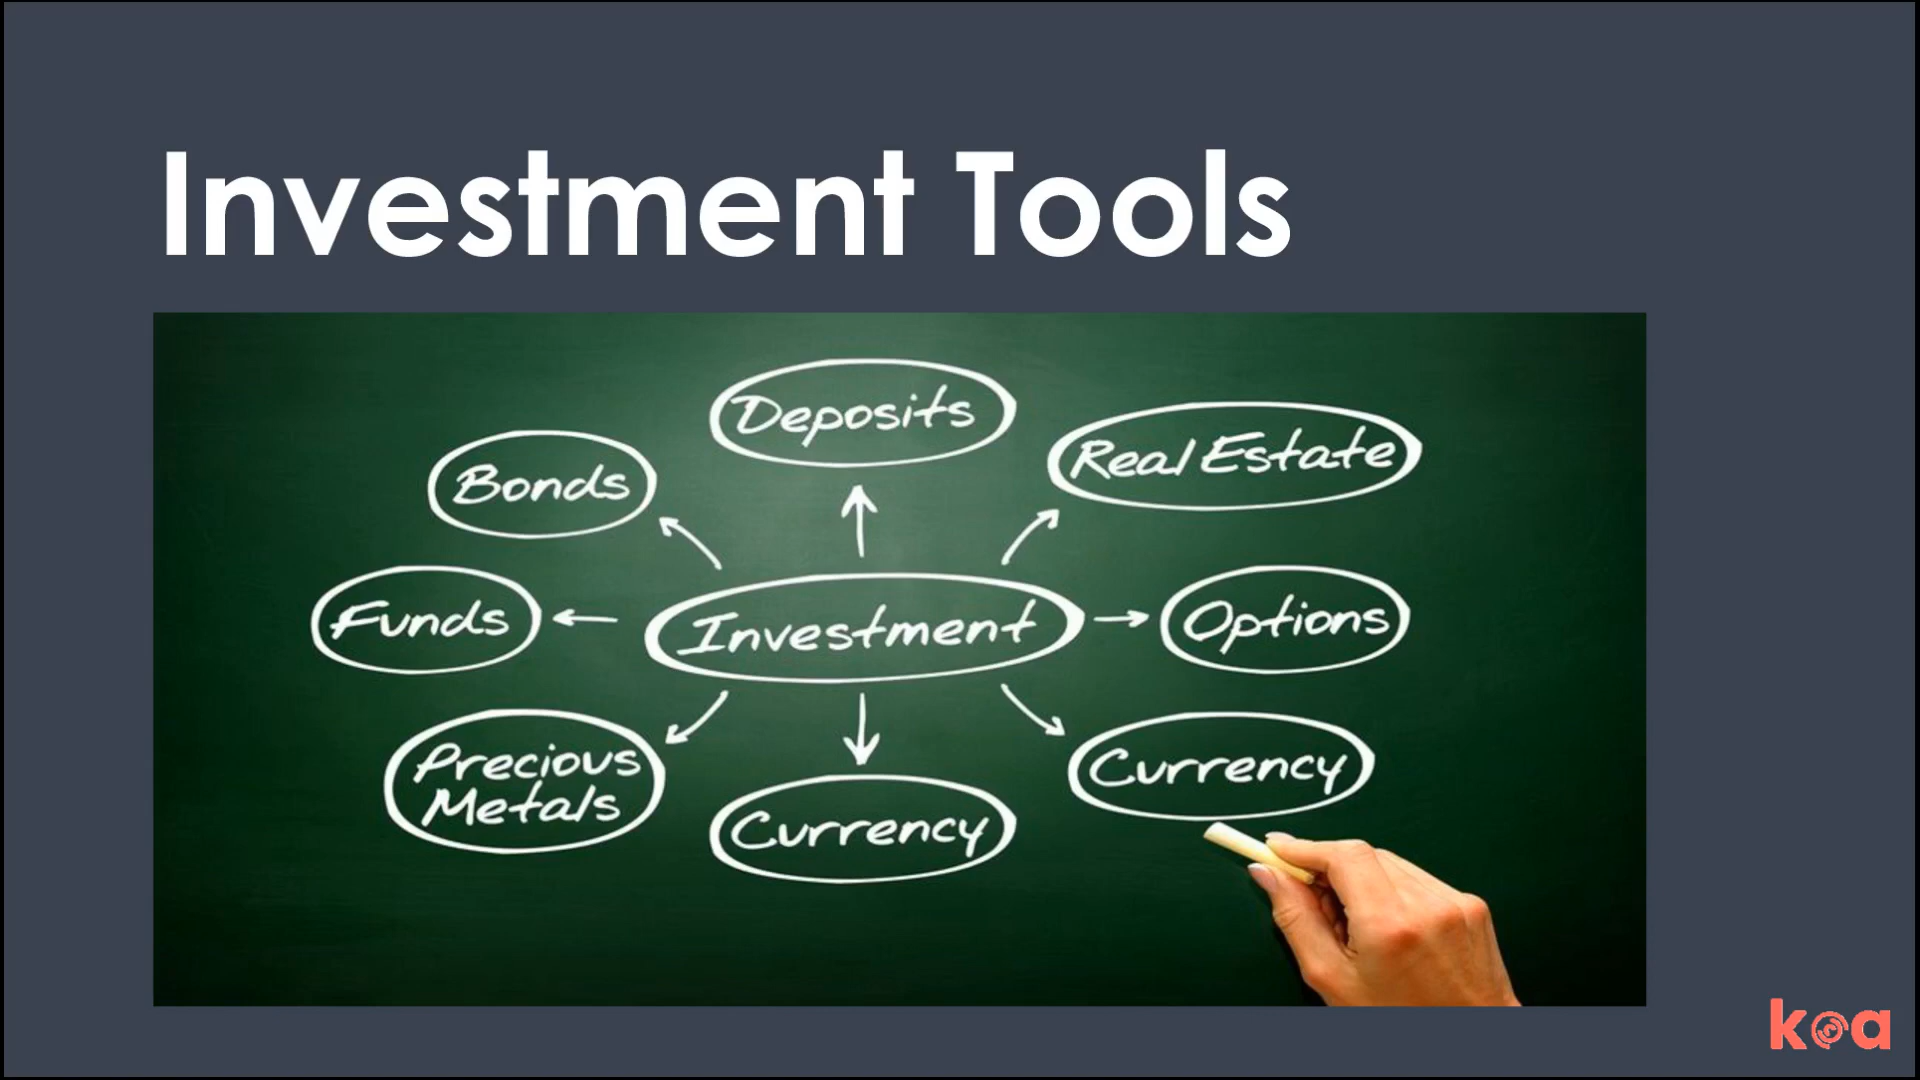 Investment Tools
Deposits
Real Estate
Bonds
Funds
Investment
Options
Precious
Metals
Currency
Currency
koa